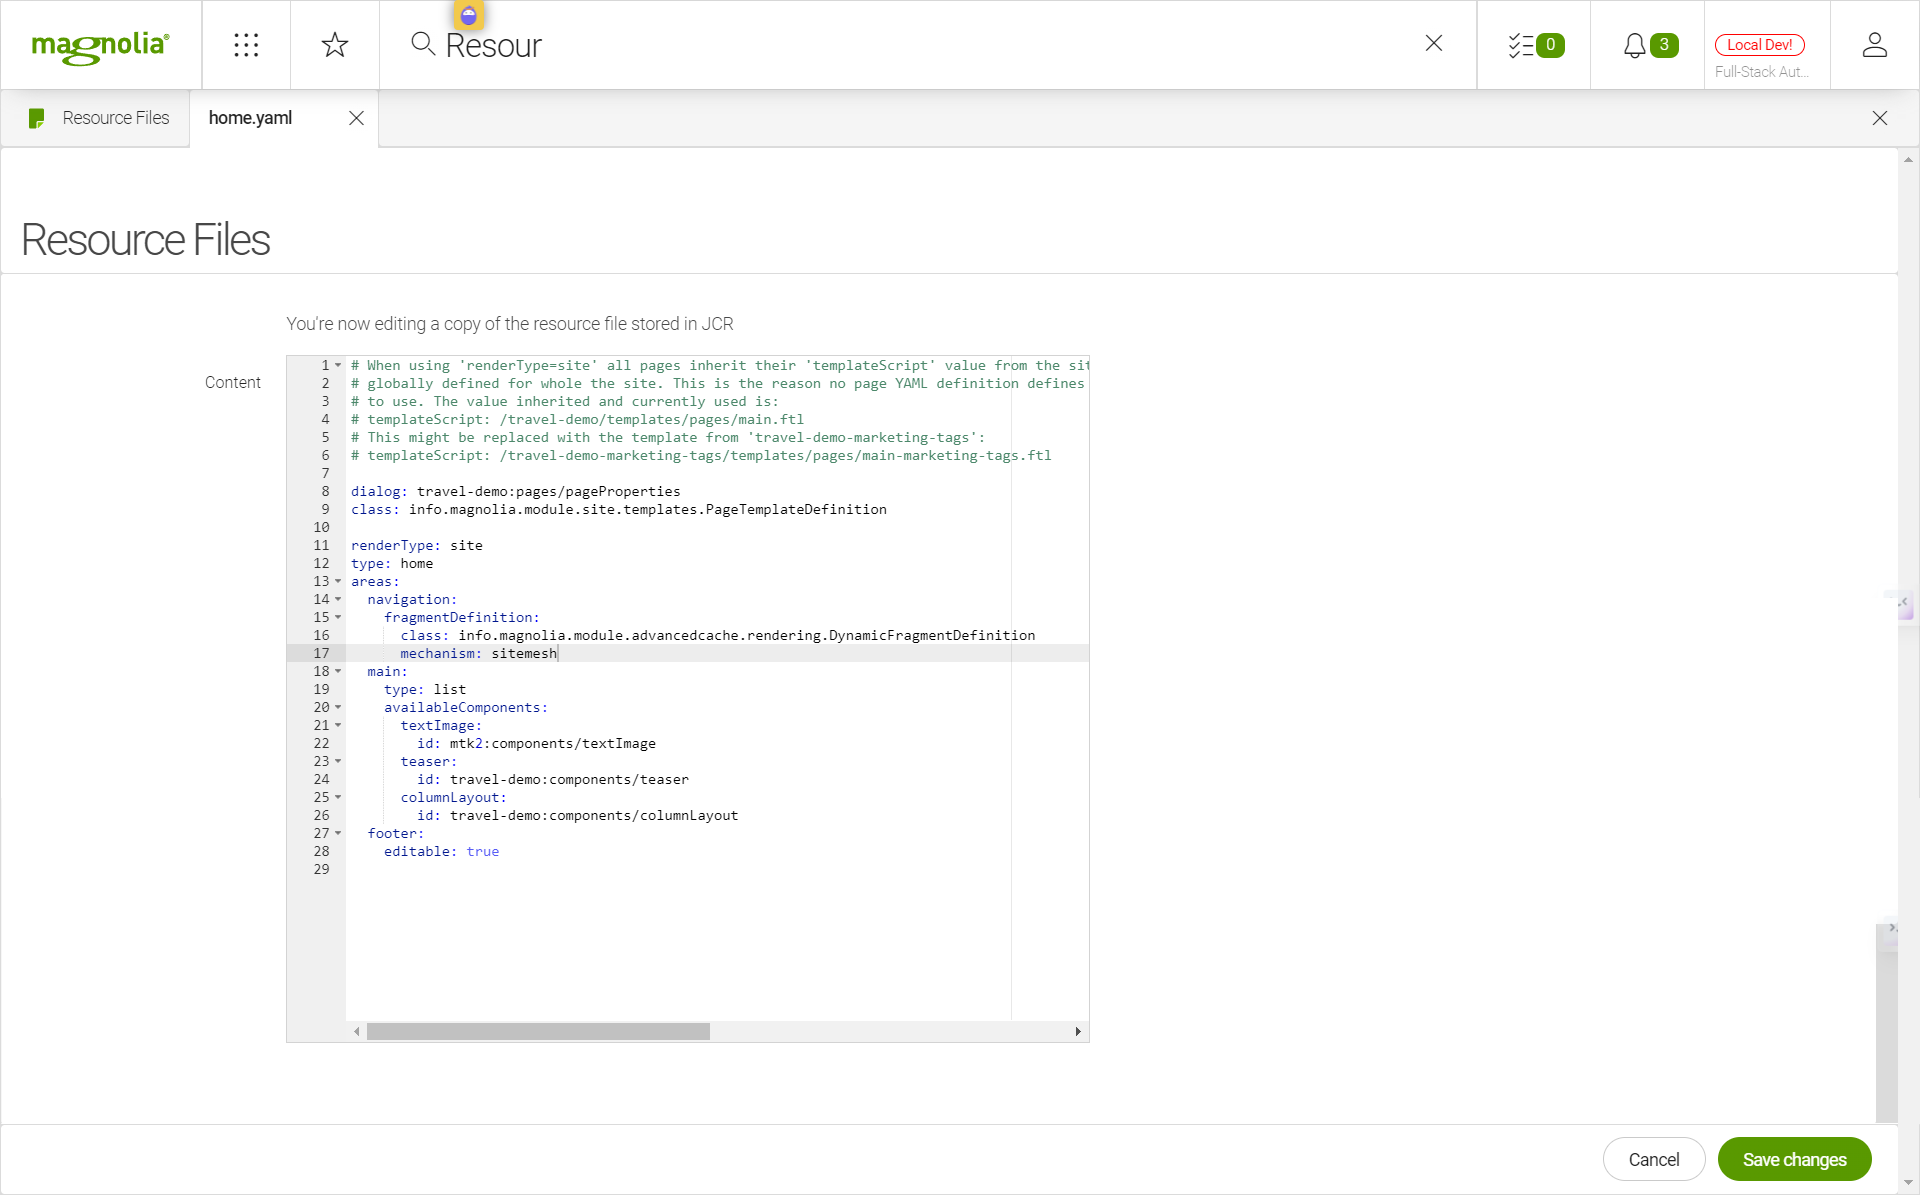 magnolia®
Resour
0
3
Local Dev!
Full-Stack Aut...
Resource Files
home.yaml
Resource Files
You're now editing a copy of the resource file stored in JCR
Content
1 # When using 'renderType=site' all pages inherit their 'templateScript' value from the sit
2 # globally defined for whole the site. This is the reason no page YAML definition defines
3 # to use. The value inherited and currently used is:
4 # templateScript: /travel-demo/templates/pages/main.ftl
5 # This might be replaced with the template from 'travel-demo-marketing-tags':
6 # templateScript: /travel-demo-marketing-tags/templates/pages/main-marketing-tags.ftl
7
8 dialog: travel-demo:pages/pageProperties
9 class: info.magnolia.module.site.templates.PageTemplateDefinition
10
11 renderType: site
12 type: home
13 areas:
14 navigation:
15 fragmentDefinition:
16 class: info.magnolia.module.advancedcache.rendering.DynamicFragmentDefinition
17 mechanism: sitemesh
18 main:
19 type: list
20 availableComponents:
21 textImage:
22 id: mtk2:components/textImage
23 teaser:
24 id: travel-demo:components/teaser
25 columnLayout:
26 id: travel-demo:components/columnLayout
27 footer:
28 editable: true
29
Cancel
Save changes